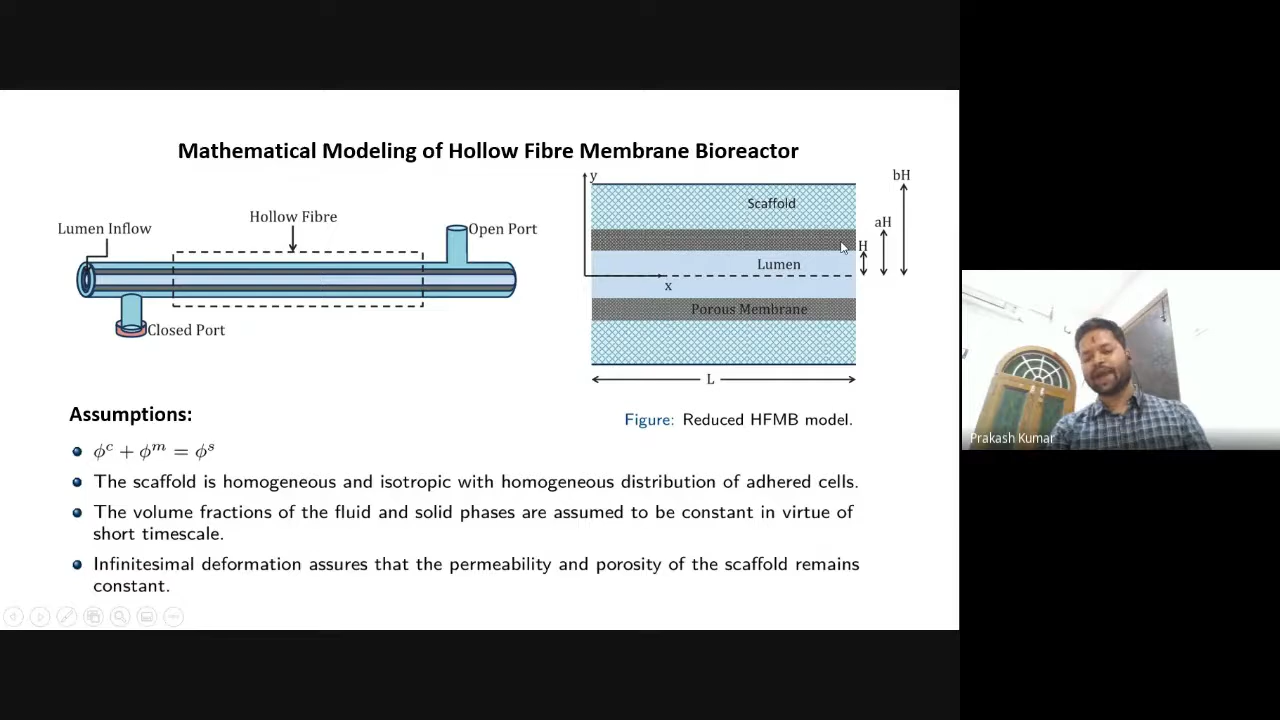 Mathematical Modeling of Hollow Fibre Membrane Bioreactor
Lumen Inflow
Hollow Fibre
Open Port
Closed Port
y
x
Scaffold
Lumen
Porous Membrane
H
aH
bH
L
Figure: Reduced HFMB model.
Assumptions:
ϕᶜ + ϕᵐ = ϕˢ
The scaffold is homogeneous and isotropic with homogeneous distribution of adhered cells.
The volume fractions of the fluid and solid phases are assumed to be constant in virtue of
short timescale.
Infinitesimal deformation assures that the permeability and porosity of the scaffold remains
constant.
Prakash Kumar